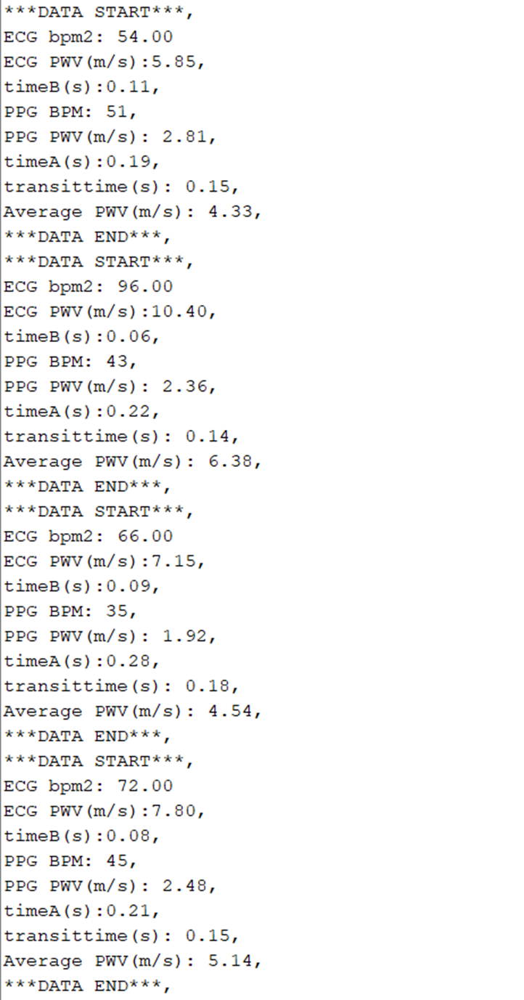 ***DATA START***,
ECG bpm2: 54.00
ECG PWV(m/s):5.85,
timeB(s):0.11,
PPG BPM: 51,
PPG PWV(m/s): 2.81,
timeA(s):0.19,
transittime(s): 0.15,
Average PWV(m/s): 4.33,
***DATA END***,
***DATA START***,
ECG bpm2: 96.00
ECG PWV(m/s):10.40,
timeB(s):0.06,
PPG BPM: 43,
PPG PWV(m/s): 2.36,
timeA(s):0.22,
transittime(s): 0.14,
Average PWV(m/s): 6.38,
***DATA END***,
***DATA START***,
ECG bpm2: 66.00
ECG PWV(m/s):7.15,
timeB(s):0.09,
PPG BPM: 35,
PPG PWV(m/s): 1.92,
timeA(s):0.28,
transittime(s): 0.18,
Average PWV(m/s): 4.54,
***DATA END***,
***DATA START***,
ECG bpm2: 72.00
ECG PWV(m/s):7.80,
timeB(s):0.08,
PPG BPM: 45,
PPG PWV(m/s): 2.48,
timeA(s):0.21,
transittime(s): 0.15,
Average PWV(m/s): 5.14,
***DATA END***,